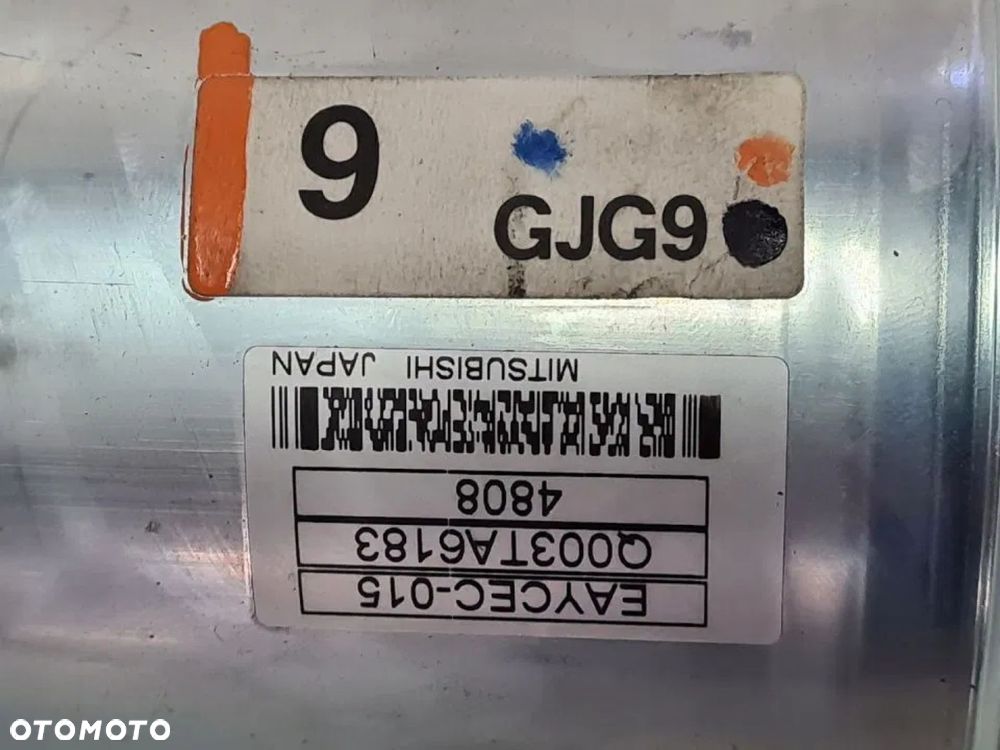 9
GJG9
EAYCEC-015
Q003TA6183
4808
MITSUBISHI JAPAN
OTOMOTO